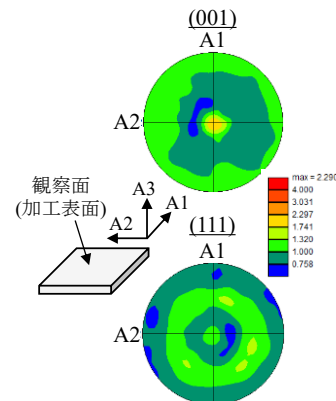 (001)
A1
A2
観察面
(加工表面)
A3
A2
A1
max = 2.290
4.000
3.031
2.297
1.741
1.320
1.000
0.758
(111)
A1
A2